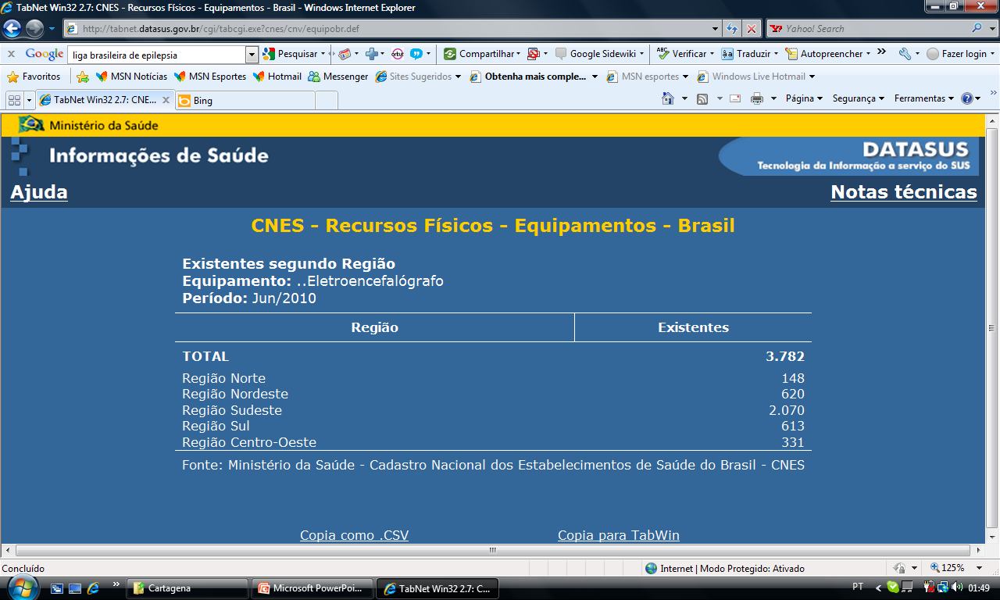 TabNet Win32 2.7: CNES - Recursos Físicos - Equipamentos - Brasil - Windows Internet Explorer
http://tabnet.datasus.gov.br/cgi/tabcgi.exe?cnes/cnv/equipobr.def
Yahoo! Search
Google liga brasileira de epilepsia Pesquisar Compartilhar Google Sidewiki Verificar Traduzir Autopreencher Fazer login
Favoritos MSN Notícias MSN Esportes Hotmail Messenger Sites Sugeridos Obtenha mais comple... MSN esportes Windows Live Hotmail
TabNet Win32 2.7: CNE... Bing Página Segurança Ferramentas
Ministério da Saúde
Informações de Saúde
DATASUS
Tecnologia da Informação a serviço do SUS
Ajuda Notas técnicas
CNES - Recursos Físicos - Equipamentos - Brasil
Existentes segundo Região
Equipamento: ..Eletroencefalógrafo
Período: Jun/2010
Região Existentes
TOTAL 3.782
Região Norte 148
Região Nordeste 620
Região Sudeste 2.070
Região Sul 613
Região Centro-Oeste 331
Fonte: Ministério da Saúde - Cadastro Nacional dos Estabelecimentos de Saúde do Brasil - CNES
Copia como .CSV Copia para TabWin
Concluído Internet | Modo Protegido: Ativado 125%
Cartagena Microsoft PowerPoi... TabNet Win32 2.7: C... PT 01:49